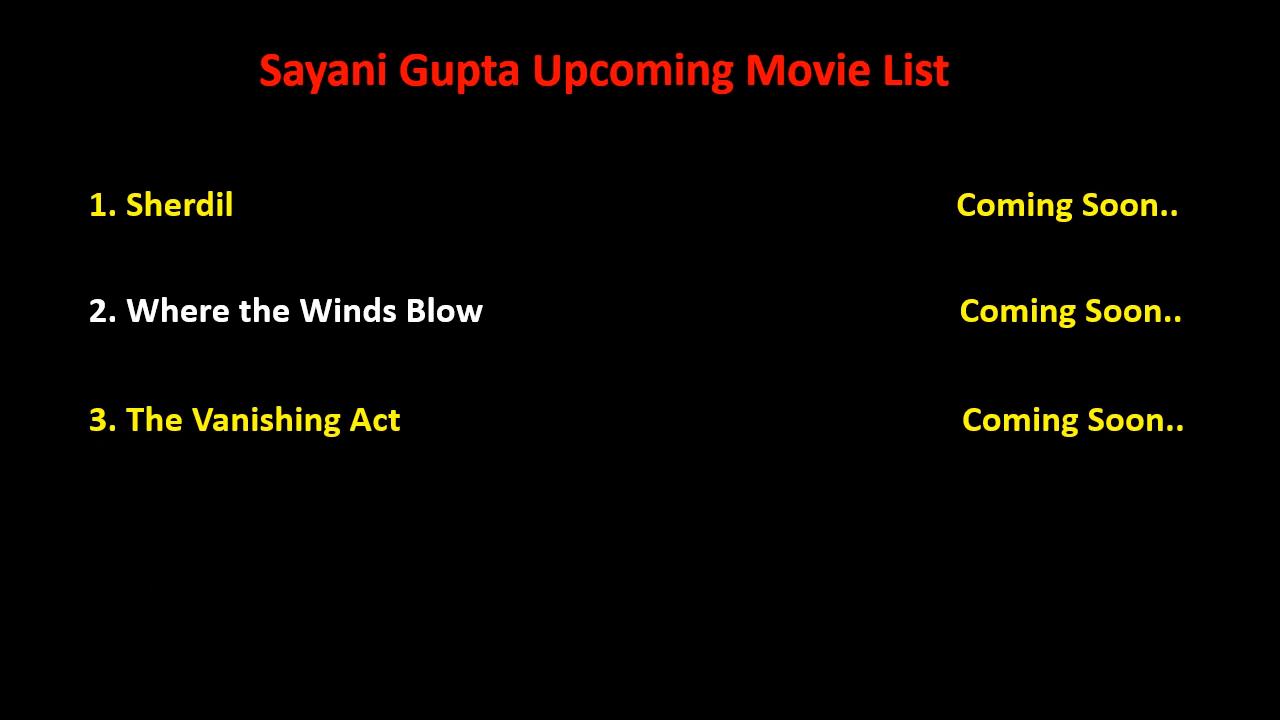 Sayani Gupta Upcoming Movie List
1. Sherdil Coming Soon..
2. Where the Winds Blow Coming Soon..
3. The Vanishing Act Coming Soon..